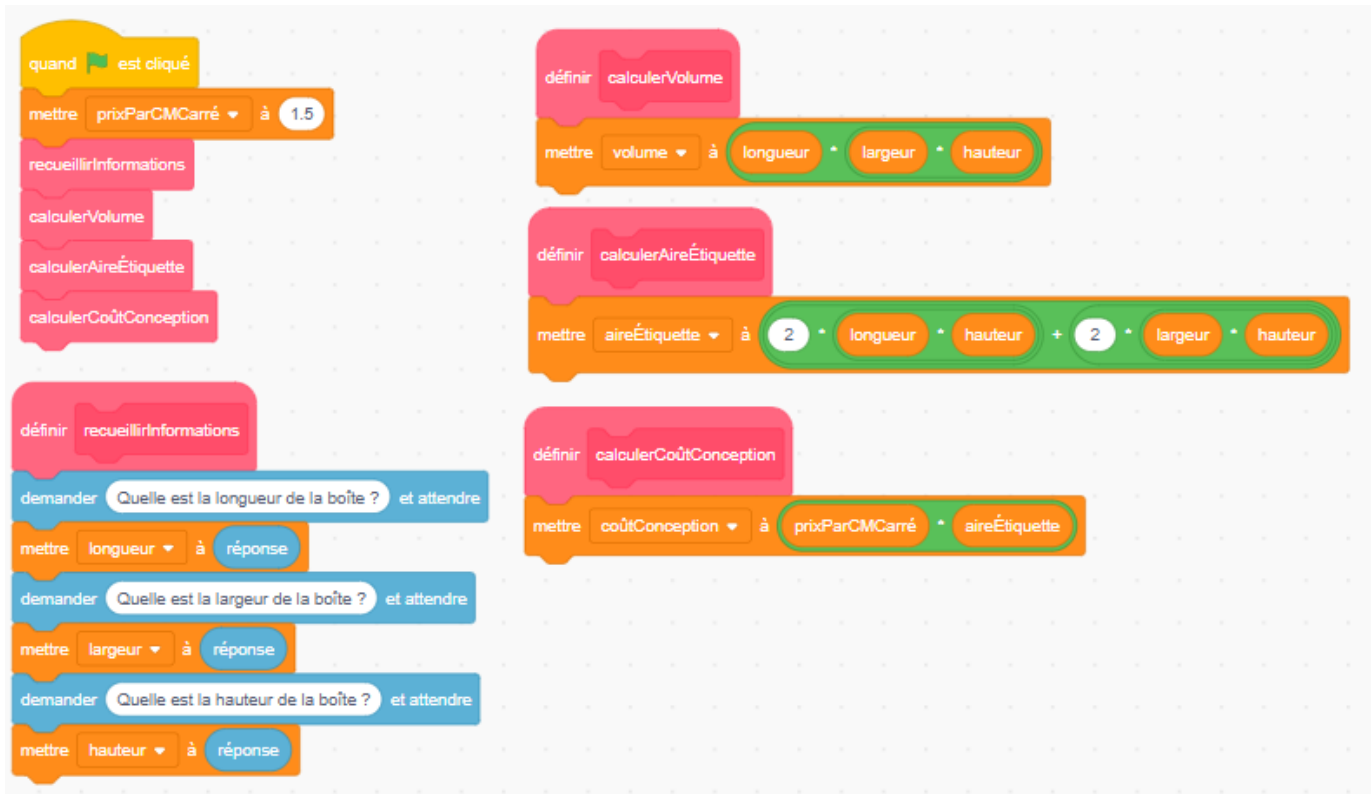 quand est cliqué
mettre prixParCMCarré à 1.5
recueillirInformations
calculerVolume
calculerAireÉtiquette
calculerCoûtConception
définir recueillirInformations
demander Quelle est la longueur de la boîte ? et attendre
mettre longueur à réponse
demander Quelle est la largeur de la boîte ? et attendre
mettre largeur à réponse
demander Quelle est la hauteur de la boîte ? et attendre
mettre hauteur à réponse
définir calculerVolume
mettre volume à longueur * largeur * hauteur
définir calculerAireÉtiquette
mettre aireÉtiquette à 2 * longueur * hauteur + 2 * largeur * hauteur
définir calculerCoûtConception
mettre coûtConception à prixParCMCarré * aireÉtiquette